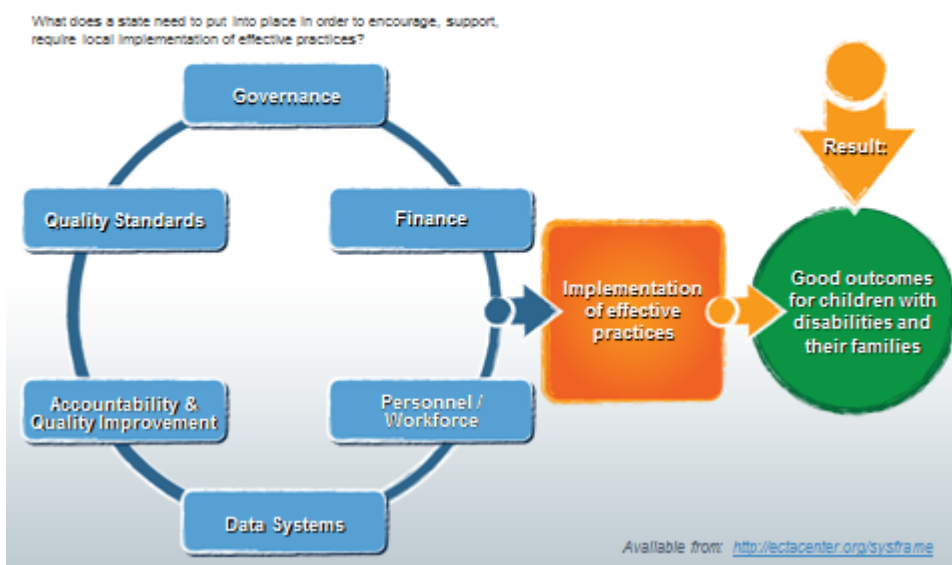 What does a state need to put into place in order to encourage, support,
require local implementation of effective practices?
Governance
Quality Standards
Finance
Accountability &
Quality Improvement
Personnel /
Workforce
Data Systems
Implementation
of effective
practices
Result:
Good outcomes
for children with
disabilities and
their families
Available from: http://ectacenter.org/sysframe